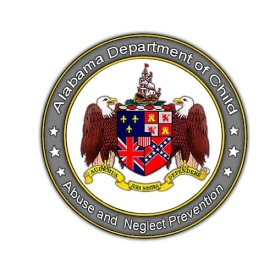 Alabama Department of Child
Abuse and Neglect Prevention
AUDEMUS JURA NOSTRA DEFENDERE